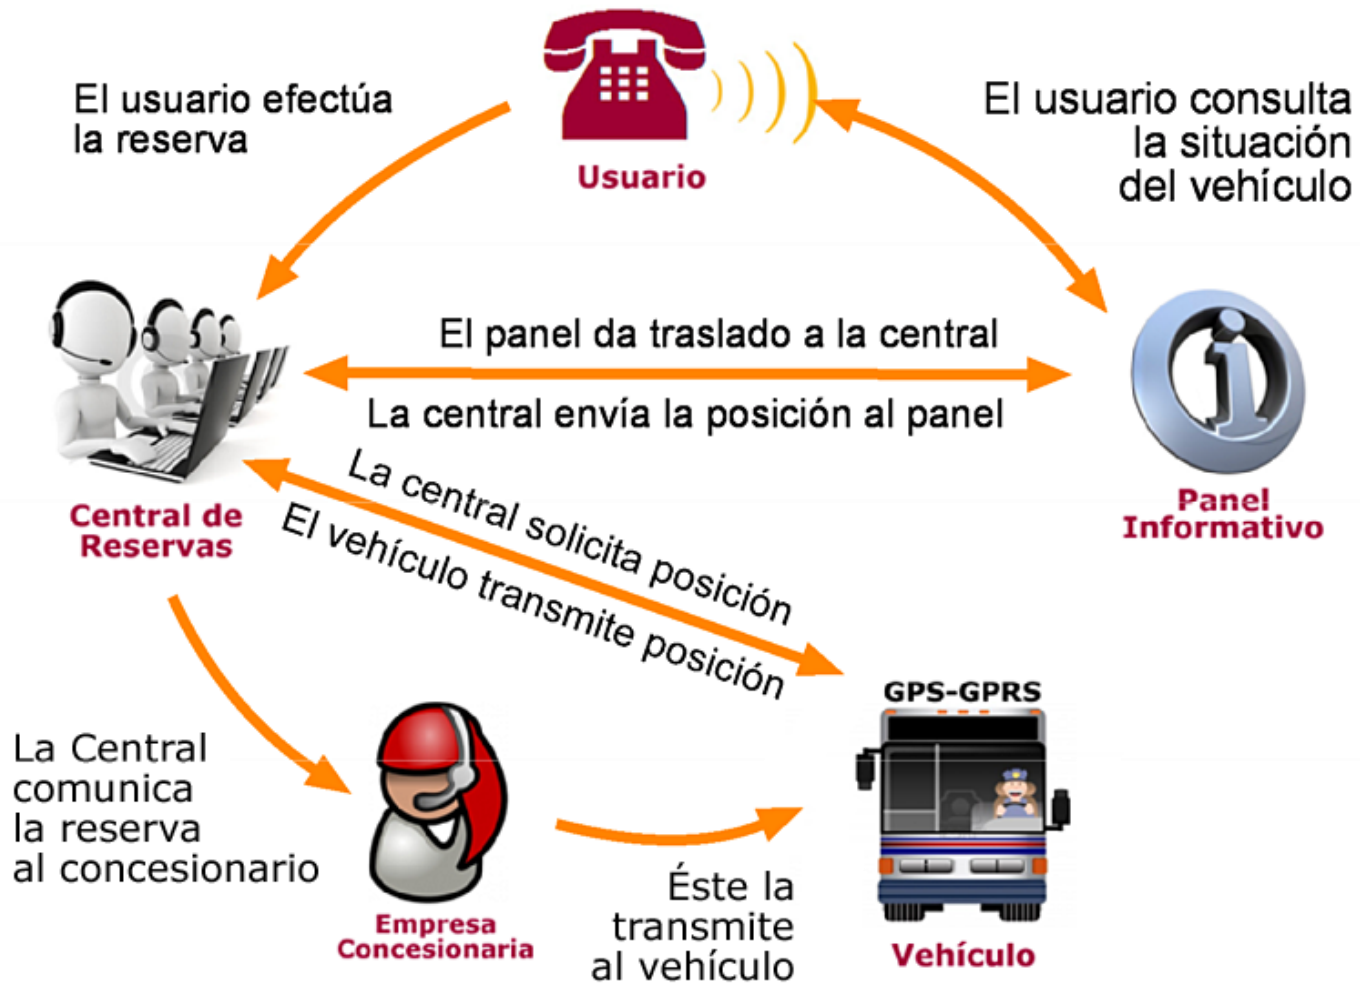 El usuario efectúa
la reserva
Usuario
El usuario consulta
la situación
del vehículo
El panel da traslado a la central
La central envía la posición al panel
Central de
Reservas
Panel
Informativo
La central solicita posición
El vehículo transmite posición
GPS-GPRS
La Central
comunica
la reserva
al concesionario
Empresa
Concesionaria
Éste la
transmite
al vehículo
Vehículo